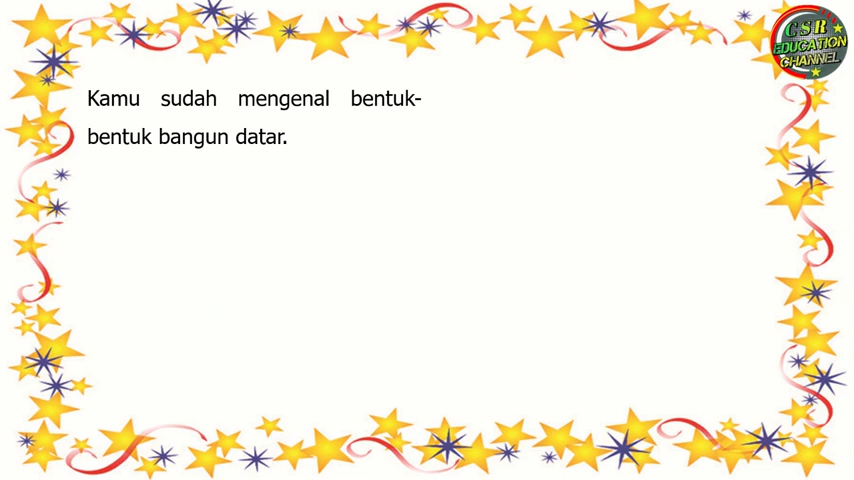 CSR
EDUCATION
CHANNEL
Kamu sudah mengenal bentuk-
bentuk bangun datar.